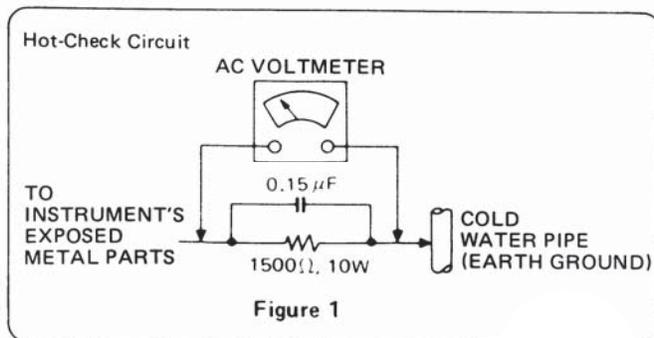 Hot-Check Circuit
AC VOLTMETER
0.15 µF
TO
INSTRUMENT'S
EXPOSED
METAL PARTS
COLD
WATER PIPE
(EARTH GROUND)
1500Ω, 10W
Figure 1